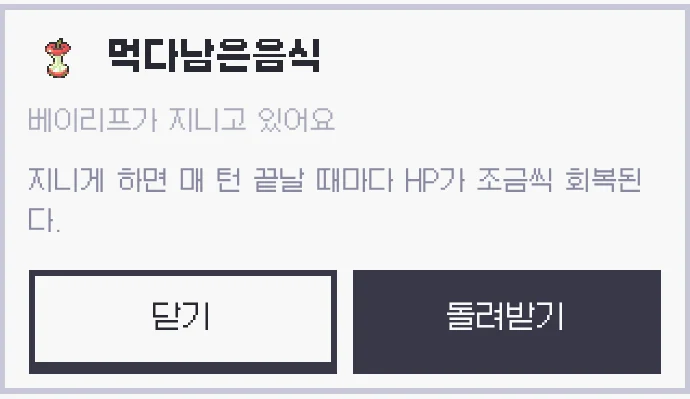 먹다남은음식
베이리프가 지니고 있어요
지니게 하면 매 턴 끝날 때마다 HP가 조금씩 회복된
다.
닫기
돌려받기